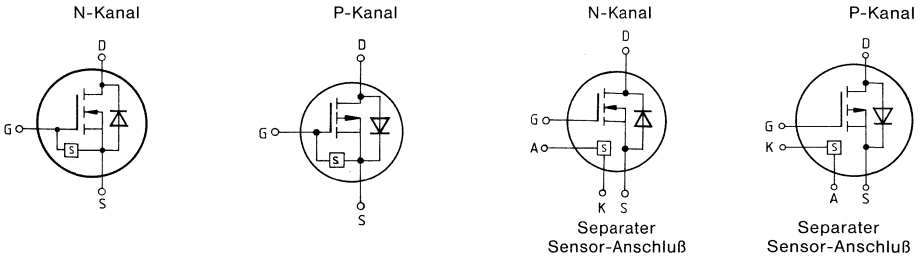 N-Kanal
P-Kanal
N-Kanal
P-Kanal
D
G
S
S
D
G
S
S
D
G
A
S
K
S
D
G
K
S
A
S
Separater
Sensor-Anschluß
Separater
Sensor-Anschluß